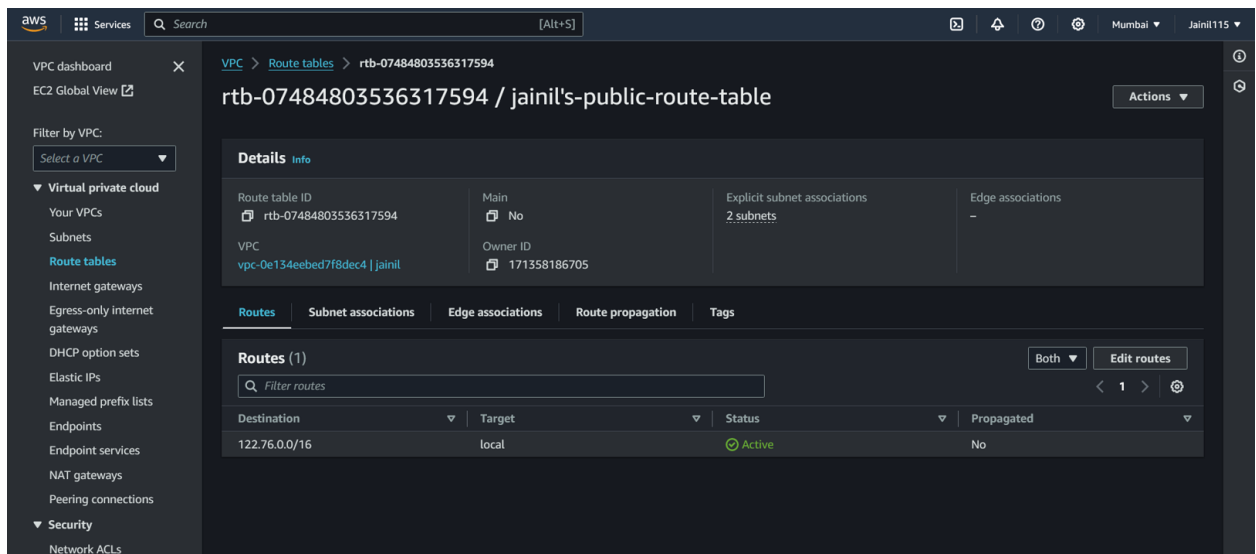 aws Services Search [Alt+S] Mumbai ▼ Jainil115 ▼
VPC dashboard
EC2 Global View
Filter by VPC:
Select a VPC
Virtual private cloud
Your VPCs
Subnets
Route tables
Internet gateways
Egress-only internet
gateways
DHCP option sets
Elastic IPs
Managed prefix lists
Endpoints
Endpoint services
NAT gateways
Peering connections
Security
Network ACLs
VPC > Route tables > rtb-07484803536317594
rtb-07484803536317594 / jainil's-public-route-table
Actions ▼
Details Info
Route table ID
rtb-07484803536317594
Main
No
Explicit subnet associations
2 subnets
Edge associations
–
VPC
vpc-0e134eebed7f8dec4 | jainil
Owner ID
171358186705
Routes Subnet associations Edge associations Route propagation Tags
Routes (1)
Both ▼ Edit routes
Filter routes
< 1 >
Destination Target Status Propagated
122.76.0.0/16 local Active No